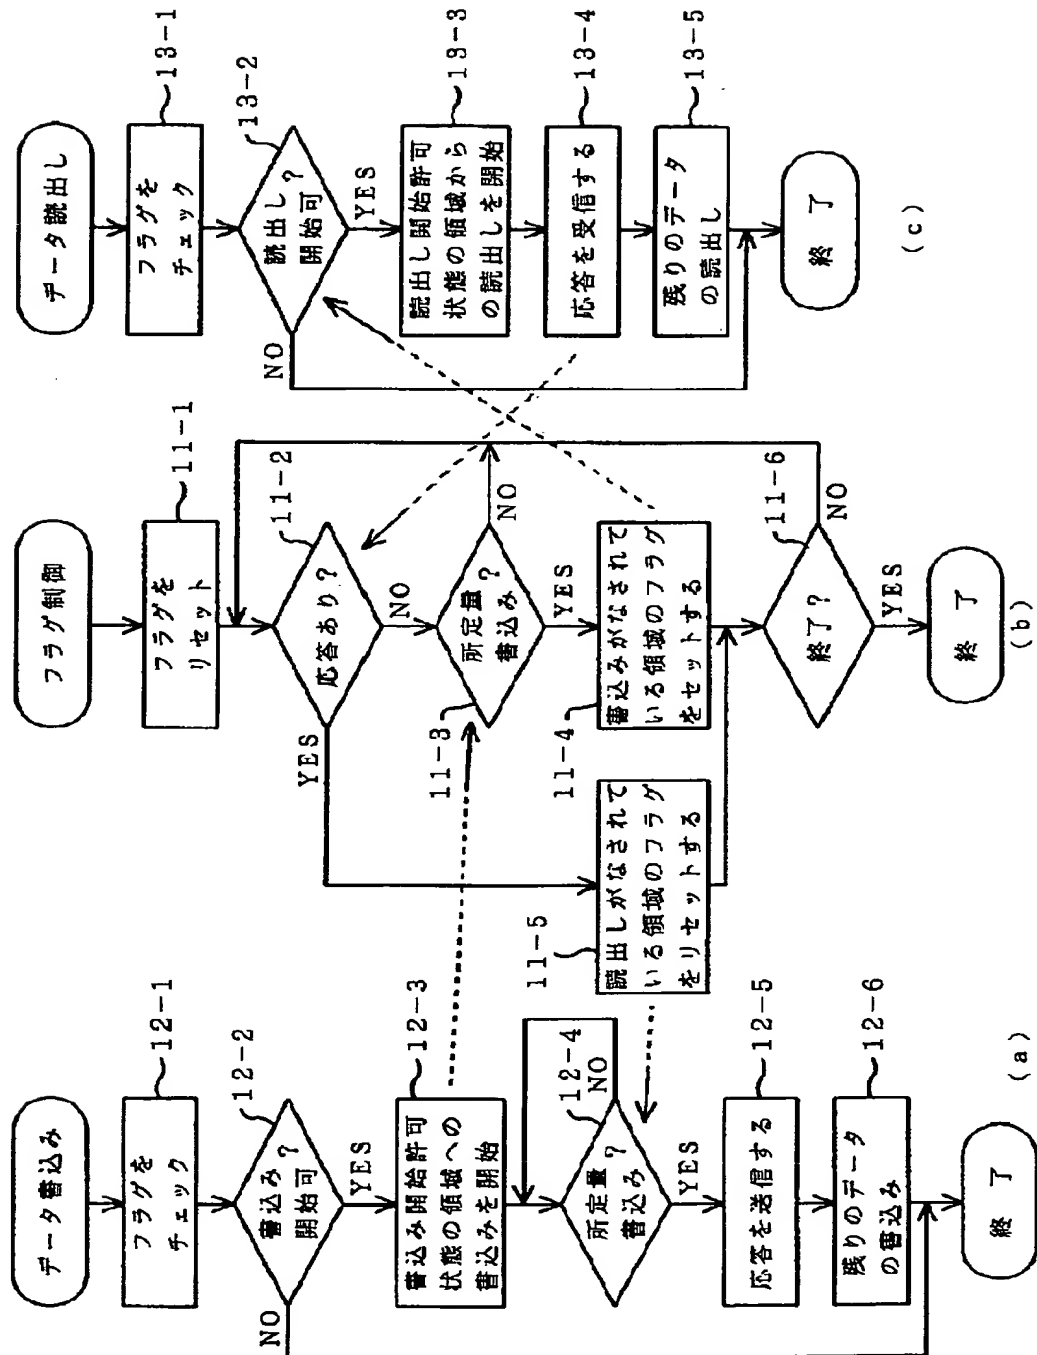 データ書込み
フラグを
チェック
12-1
書込み
開始可
?
12-2
NO
YES
書込み開始許可
状態の領域への
書込みを開始
12-3
所定量
書込み
?
12-4
NO
YES
応答を送信する
12-5
残りのデータ
の書込み
12-6
終 了
(a)
フラグ制御
フラグを
リセット
11-1
応答あり?
11-2
YES
NO
所定量
書込み
?
11-3
NO
YES
書込みがなされて
いる領域のフラグ
をセットする
11-4
読出しがなされて
いる領域のフラグ
をリセットする
11-5
終了?
11-6
NO
YES
終 了
(b)
データ読出し
フラグを
チェック
13-1
読出し
開始可
?
13-2
NO
YES
読出し開始許可
状態の領域から
の読出しを開始
13-3
応答を受信する
13-4
残りのデータ
の読出し
13-5
終 了
(c)